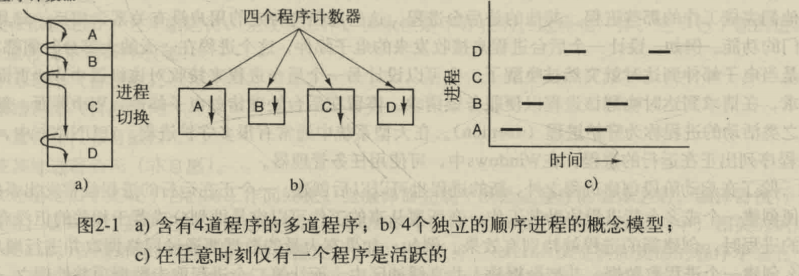 四个程序计数器
A
B
C
D
进程
切换
a)
A
B
C
D
b)
进程
D
C
B
A
时间
c)
图2-1 a) 含有4道程序的多道程序；b) 4个独立的顺序进程的概念模型；
c) 在任意时刻仅有一个程序是活跃的